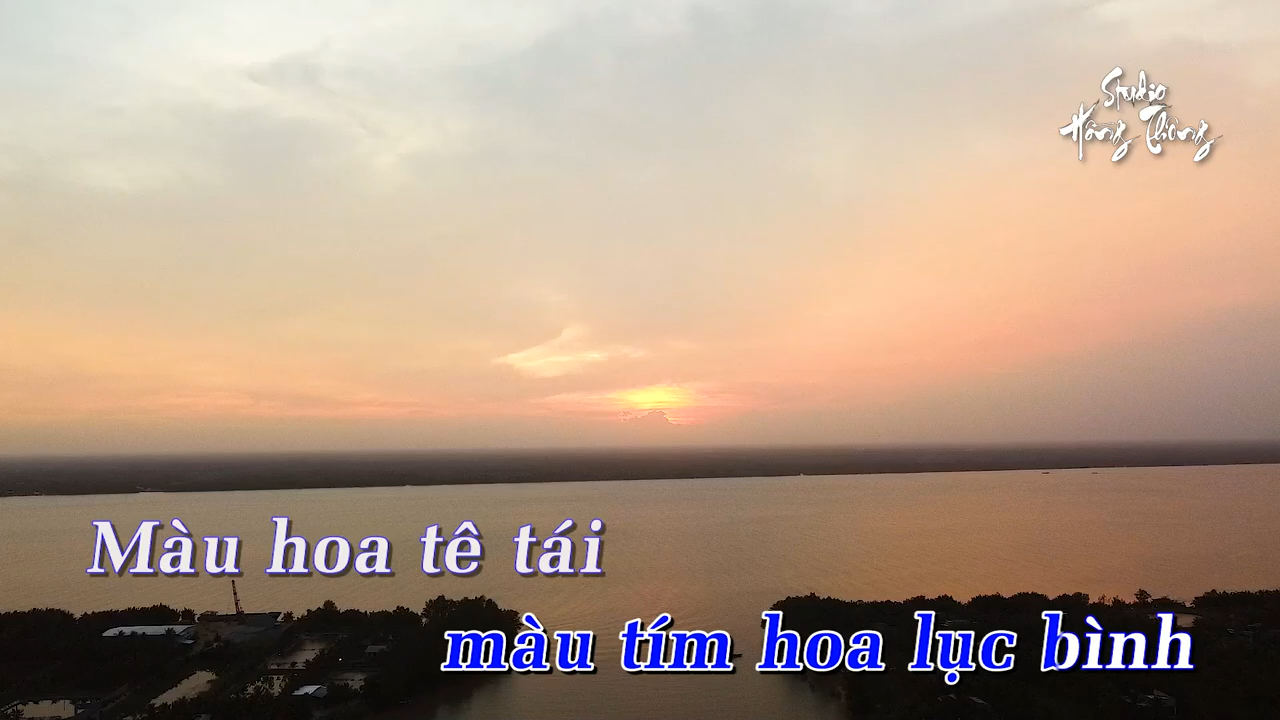 Studio
Hồng Thông
Màu hoa tê tái
màu tím hoa lục bình